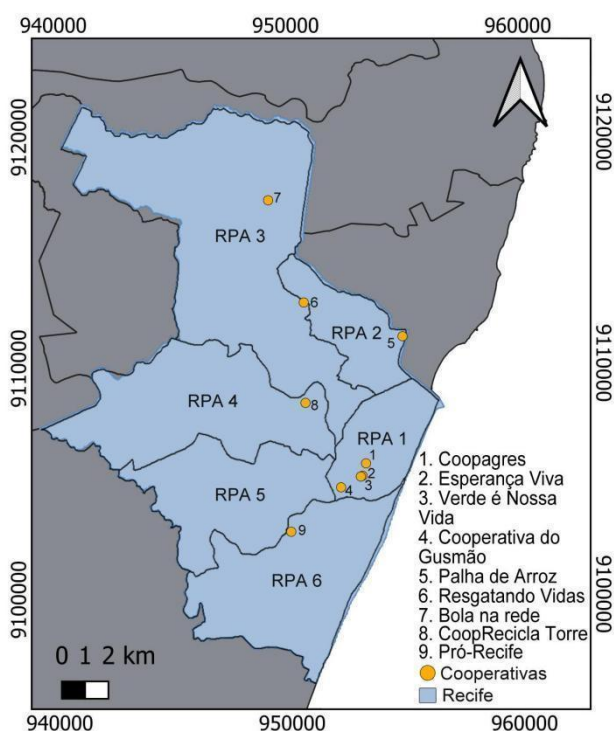 940000 950000 960000
9120000
9120000
7
RPA 3
6
RPA 2
5
9110000
9110000
RPA 4
8
RPA 1
1
2
3
4
RPA 5
9
RPA 6
9100000
9100000
1. Coopagres
2. Esperança Viva
3. Verde é Nossa
Vida
4. Cooperativa do
Gusmão
5. Palha de Arroz
6. Resgatando Vidas
7. Bola na rede
8. CoopRecicla Torre
9. Pró-Recife
Cooperativas
Recife
0 1 2 km
940000 950000 960000